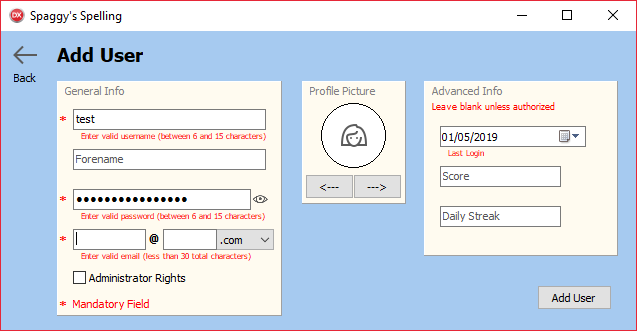 DX Spaggy's Spelling
Back
Add User
General Info
* test
Enter valid username (between 6 and 15 characters)
Forename
* ●●●●●●●●●●●●●●●●
Enter valid password (between 6 and 15 characters)
* @ .com
Enter valid email (less than 30 total characters)
Administrator Rights
* Mandatory Field
Profile Picture
<--- --->
Advanced Info
Leave blank unless authorized
01/05/2019
Last Login
Score
Daily Streak
Add User